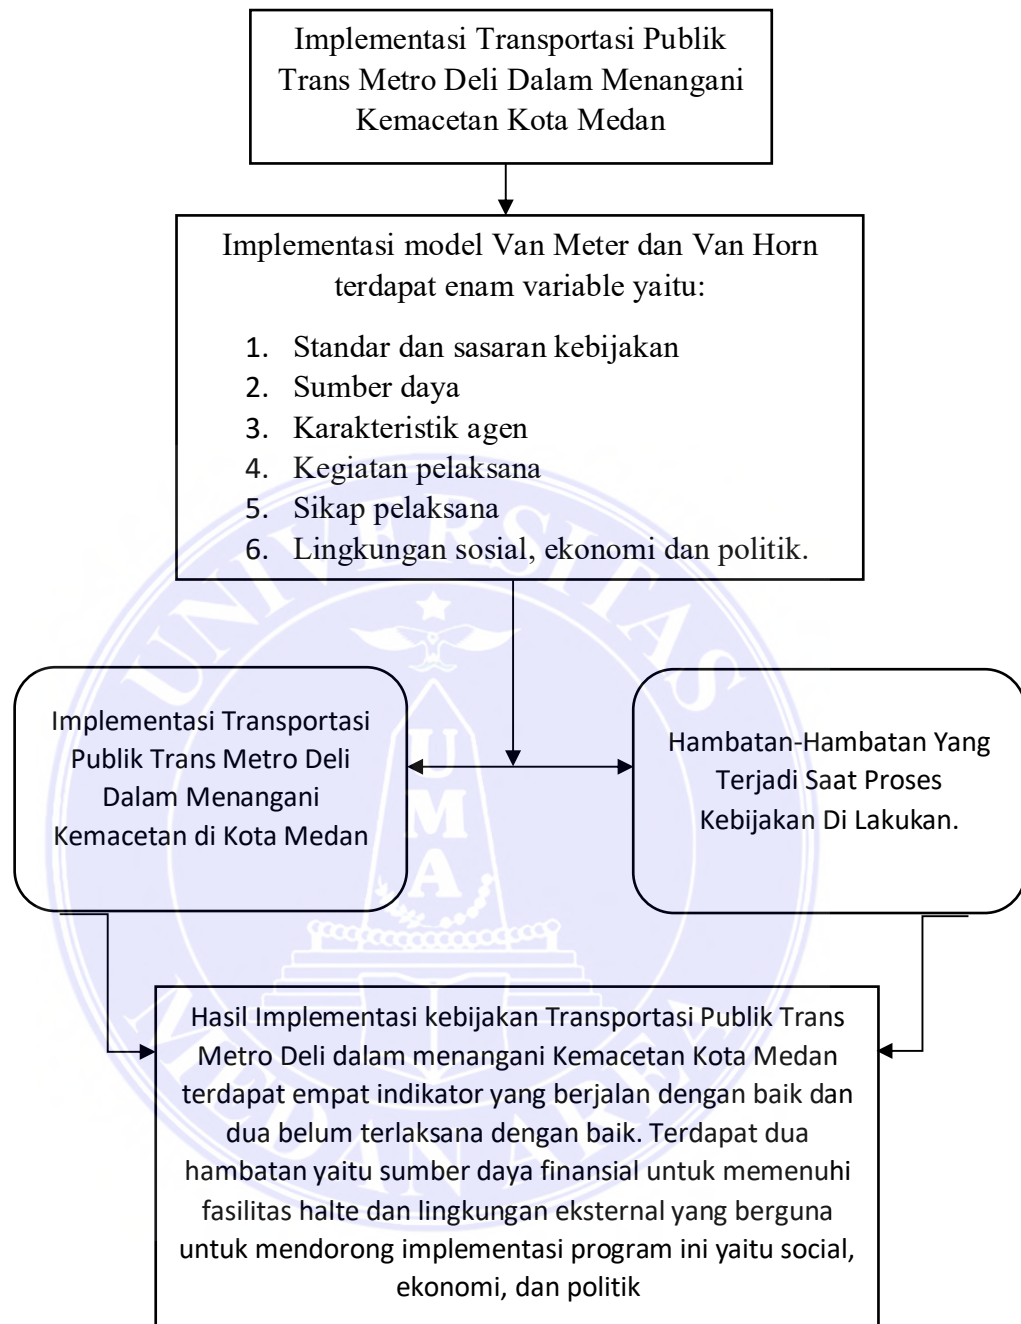 Implementasi Transportasi Publik
Trans Metro Deli Dalam Menangani
Kemacetan Kota Medan
Implementasi model Van Meter dan Van Horn
terdapat enam variable yaitu:
1. Standar dan sasaran kebijakan
2. Sumber daya
3. Karakteristik agen
4. Kegiatan pelaksana
5. Sikap pelaksana
6. Lingkungan sosial, ekonomi dan politik.
Implementasi Transportasi
Publik Trans Metro Deli
Dalam Menangani
Kemacetan di Kota Medan
Hambatan-Hambatan Yang
Terjadi Saat Proses
Kebijakan Di Lakukan.
Hasil Implementasi kebijakan Transportasi Publik Trans
Metro Deli dalam menangani Kemacetan Kota Medan
terdapat empat indikator yang berjalan dengan baik dan
dua belum terlaksana dengan baik. Terdapat dua
hambatan yaitu sumber daya finansial untuk memenuhi
fasilitas halte dan lingkungan eksternal yang berguna
untuk mendorong implementasi program ini yaitu social,
ekonomi, dan politik
UNIVERSITAS
MEDAN AREA
U
M
A